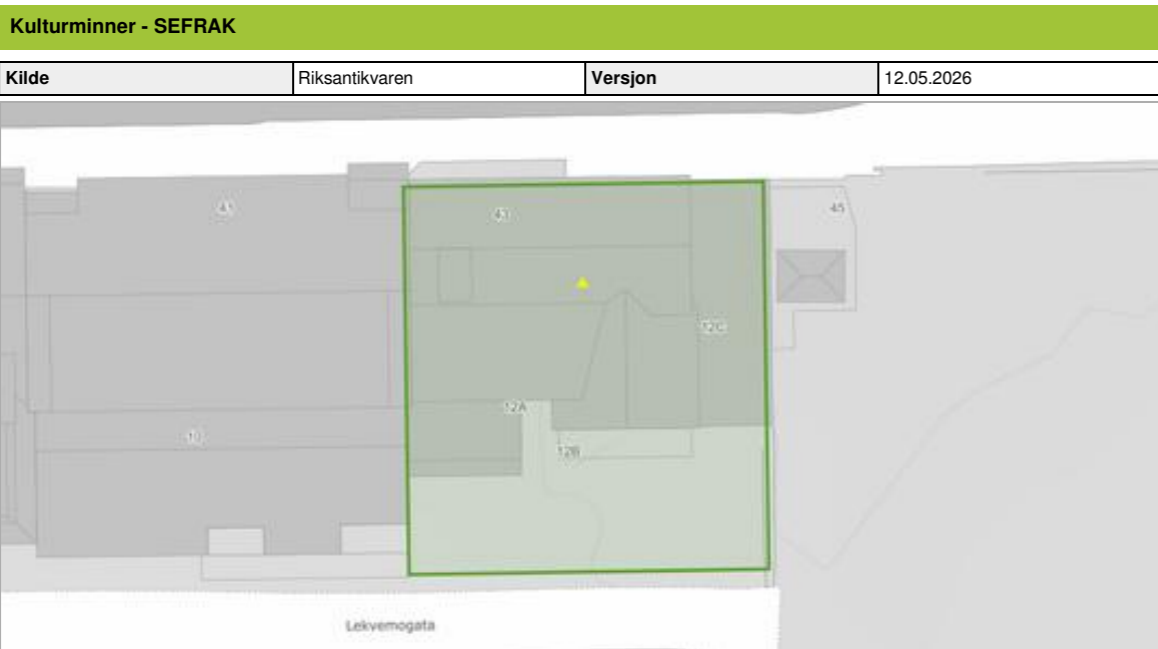 Kulturminner - SEFRAK
Kilde Riksantikvaren Versjon 12.05.2026
41 43 45
12C
12A
10
12B
Lekvemogata